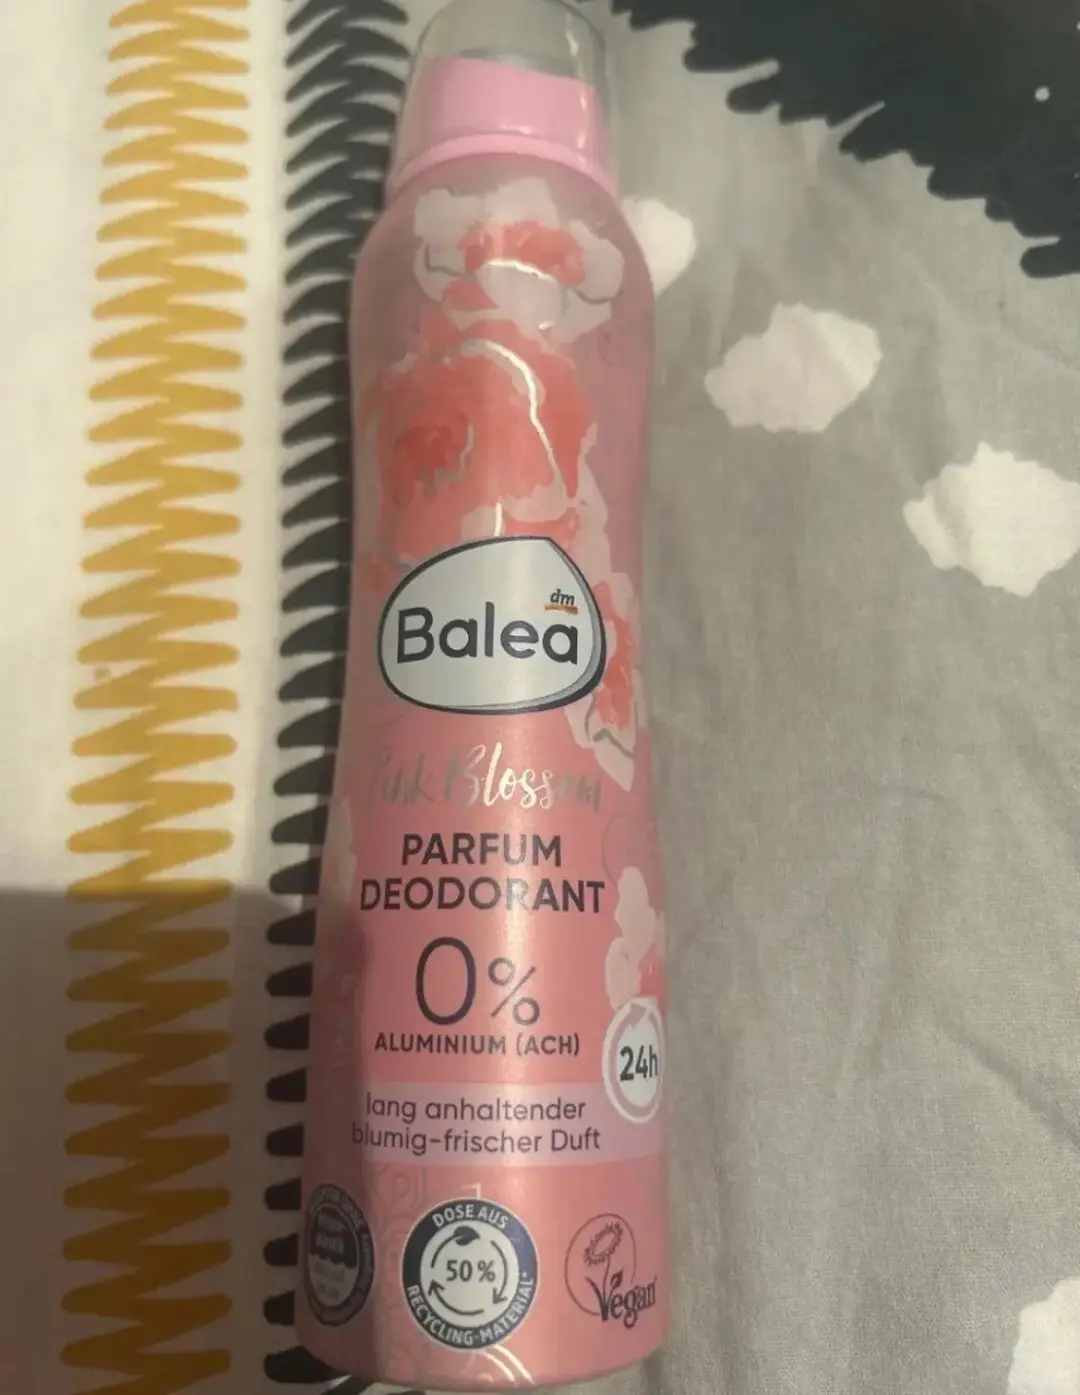 dm
Balea
Pink Blossom
PARFUM
DEODORANT
0%
ALUMINIUM (ACH)
24h
lang anhaltender
blumig-frischer Duft
DOSE AUS
50%
RECYCLING-MATERIAL*
Vegan